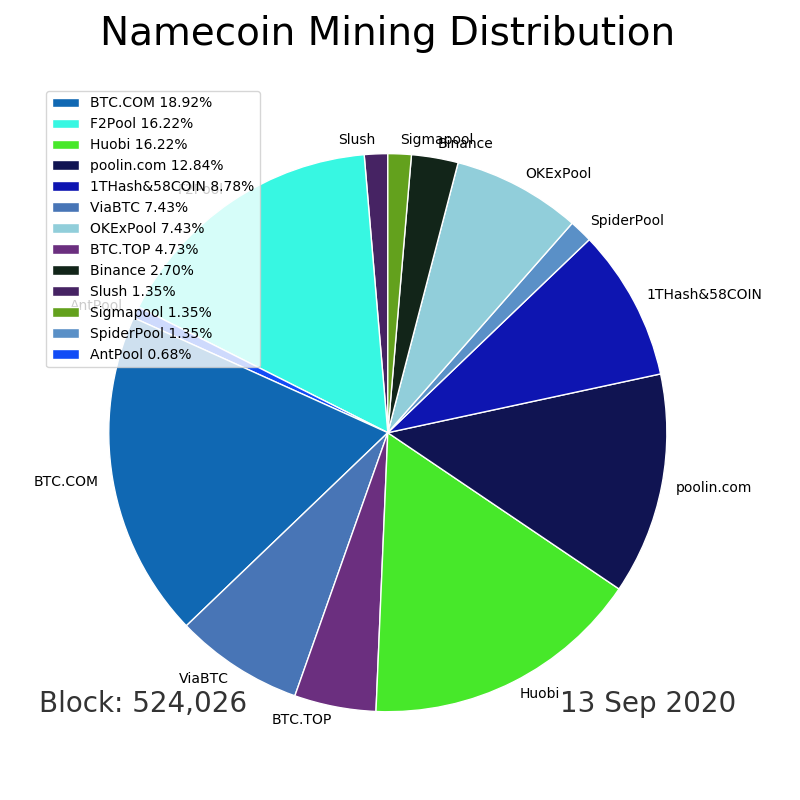 Namecoin Mining Distribution
BTC.COM 18.92%
F2Pool 16.22%
Huobi 16.22%
poolin.com 12.84%
1THash&58COIN 8.78%
ViaBTC 7.43%
OKExPool 7.43%
BTC.TOP 4.73%
Binance 2.70%
Slush 1.35%
Sigmapool 1.35%
SpiderPool 1.35%
AntPool 0.68%
Slush
Sigmapool
Binance
OKExPool
SpiderPool
1THash&58COIN
poolin.com
Huobi
BTC.TOP
ViaBTC
BTC.COM
AntPool
F2Pool
Block: 524,026
13 Sep 2020